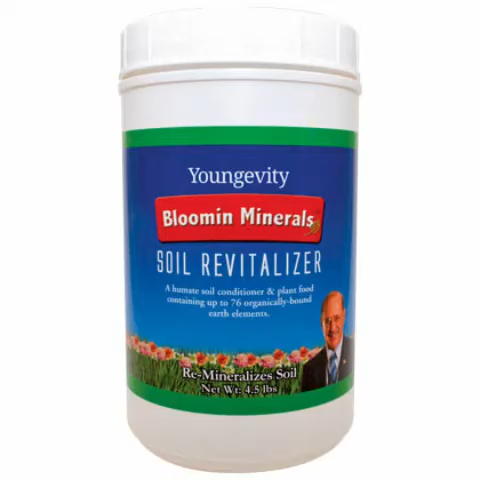 Youngevity
Bloomin Minerals
SOIL REVITALIZER
A humate soil conditioner & plant food
containing up to 76 organically-bound
earth elements.
Re-Mineralizes Soil
Net Wt: 4.5 lbs